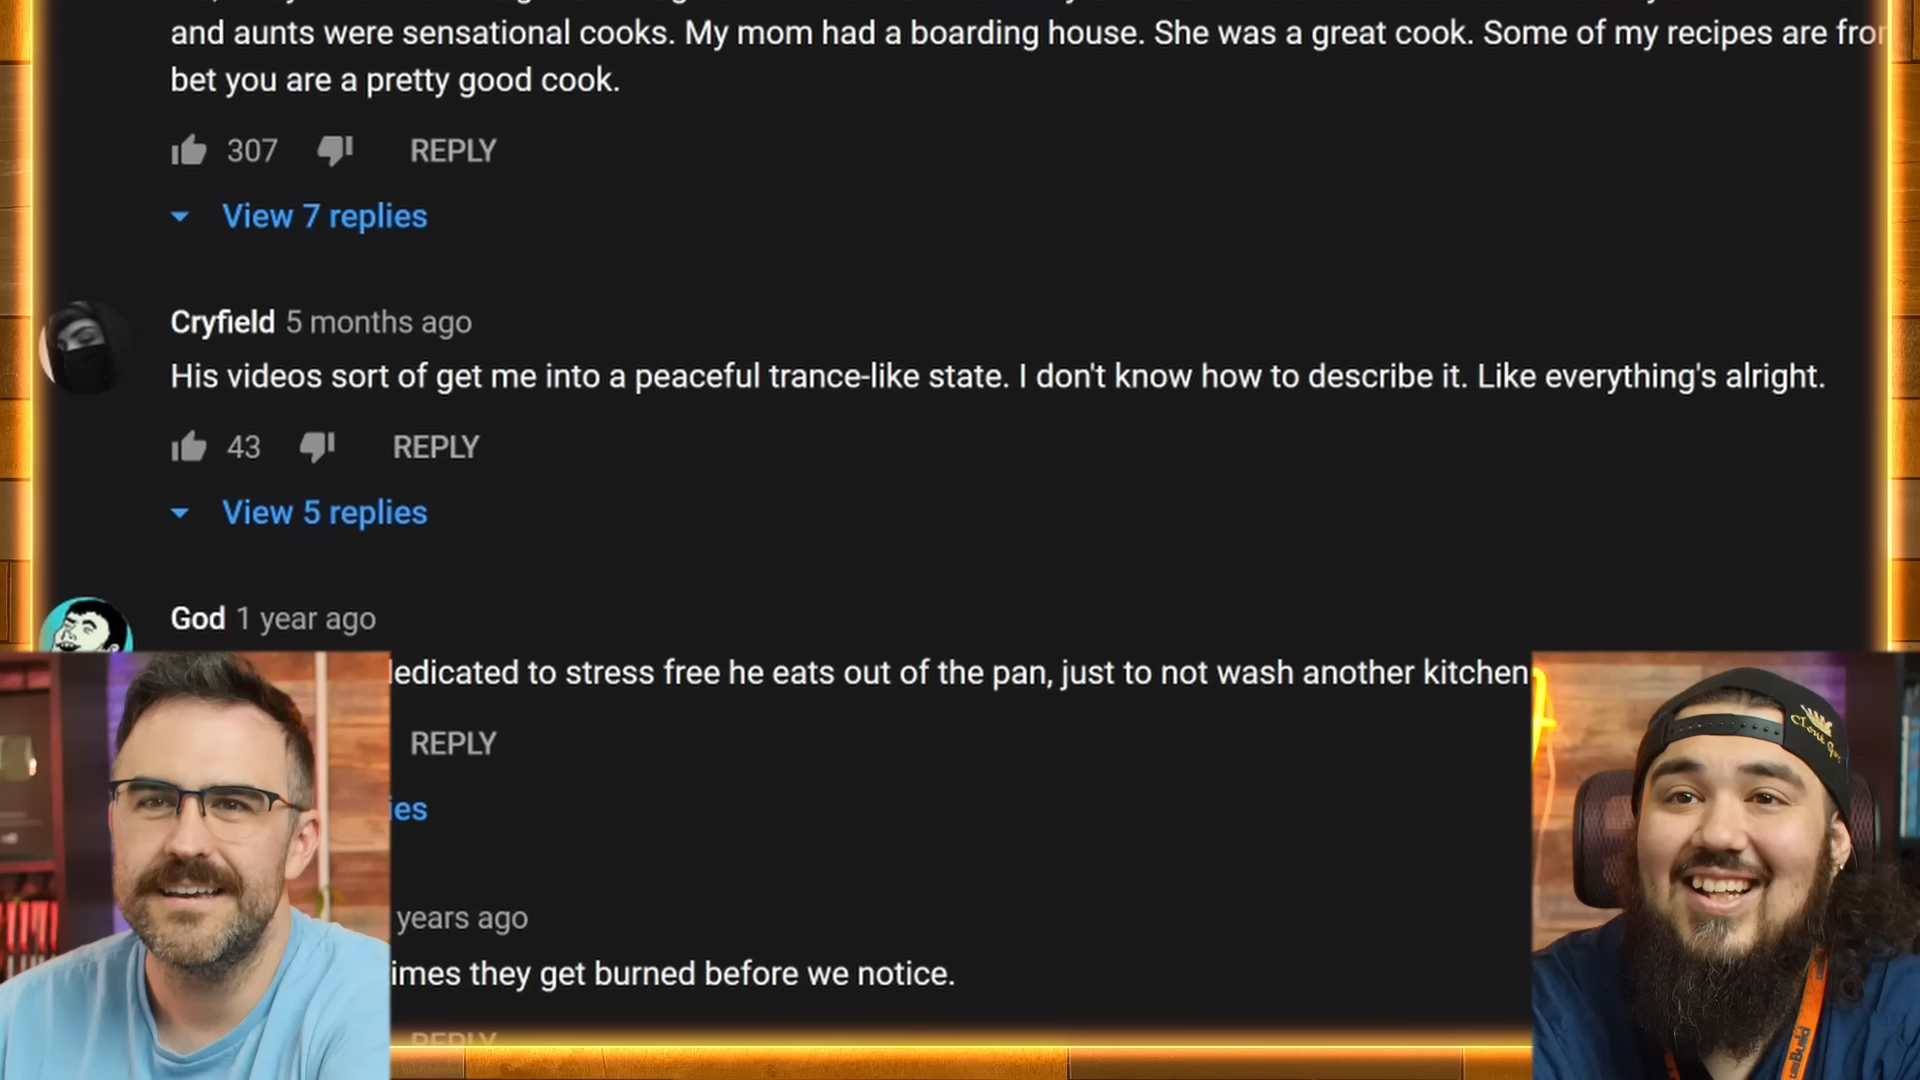 and aunts were sensational cooks. My mom had a boarding house. She was a great cook. Some of my recipes are from
bet you are a pretty good cook.
307 REPLY
View 7 replies
Cryfield 5 months ago
His videos sort of get me into a peaceful trance-like state. I don't know how to describe it. Like everything's alright.
43 REPLY
View 5 replies
God 1 year ago
edicated to stress free he eats out of the pan, just to not wash another kitchen
REPLY
ies
years ago
imes they get burned before we notice.
REPLY